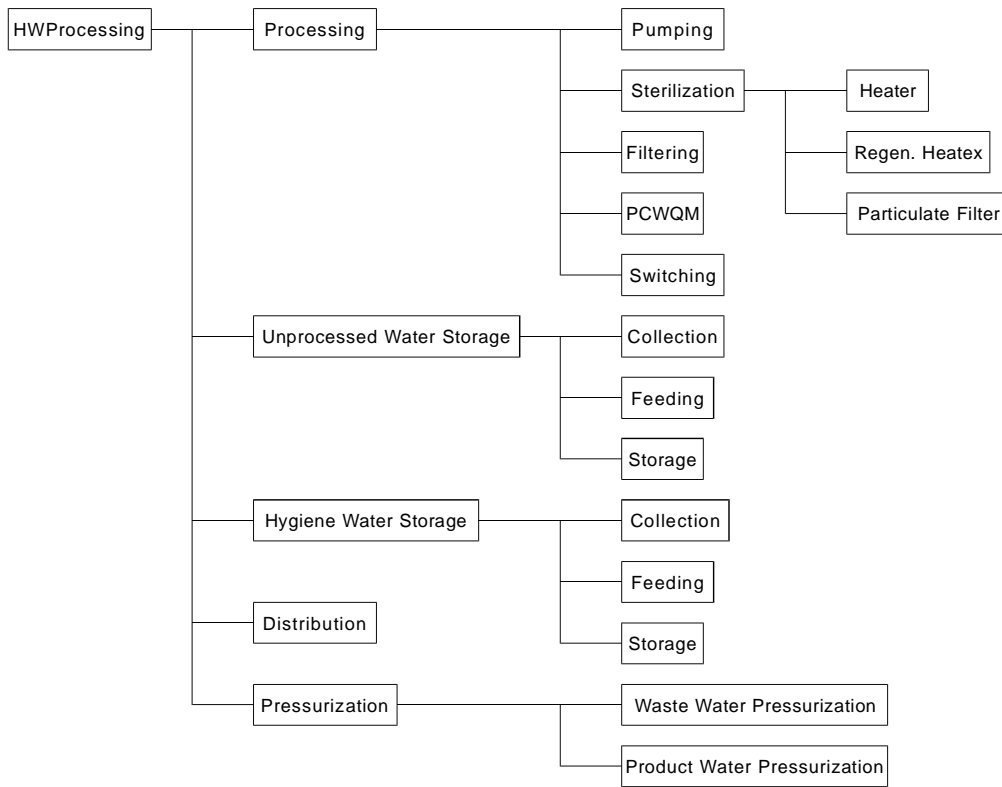 HWProcessing
Processing
Pumping
Sterilization
Heater
Regen. Heatex
Particulate Filter
Filtering
PCWQM
Switching
Unprocessed Water Storage
Collection
Feeding
Storage
Hygiene Water Storage
Collection
Feeding
Storage
Distribution
Pressurization
Waste Water Pressurization
Product Water Pressurization